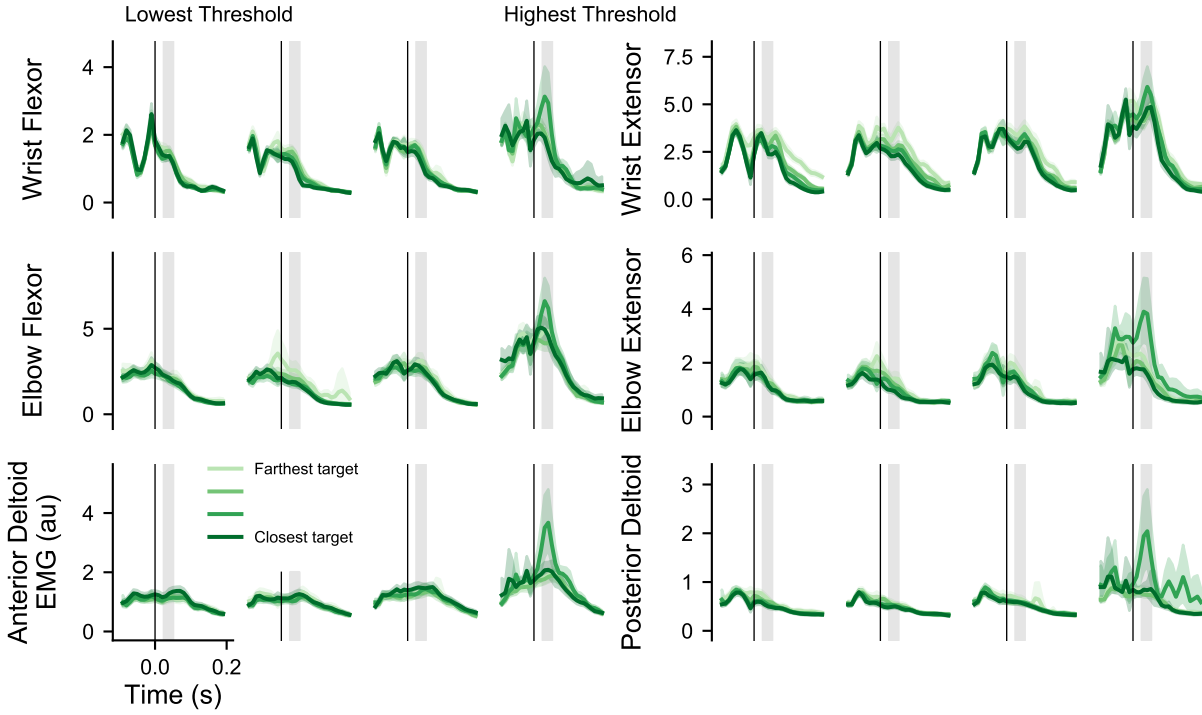 Lowest Threshold
Highest Threshold
Wrist Flexor
4
2
0
Wrist Extensor
7.5
5.0
2.5
0.0
Elbow Flexor
5
0
Elbow Extensor
6
4
2
0
Anterior Deltoid
EMG (au)
4
2
0
Farthest target
Closest target
Posterior Deltoid
3
2
1
0
0.0
0.2
Time (s)